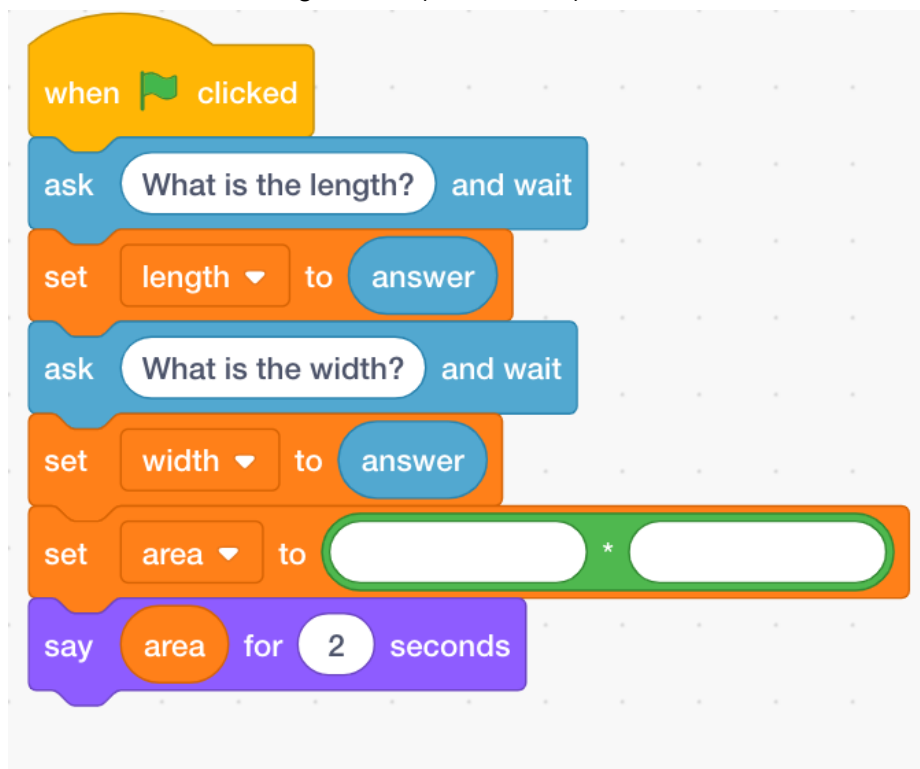 when clicked
ask What is the length? and wait
set length to answer
ask What is the width? and wait
set width to answer
set area to *
say area for 2 seconds